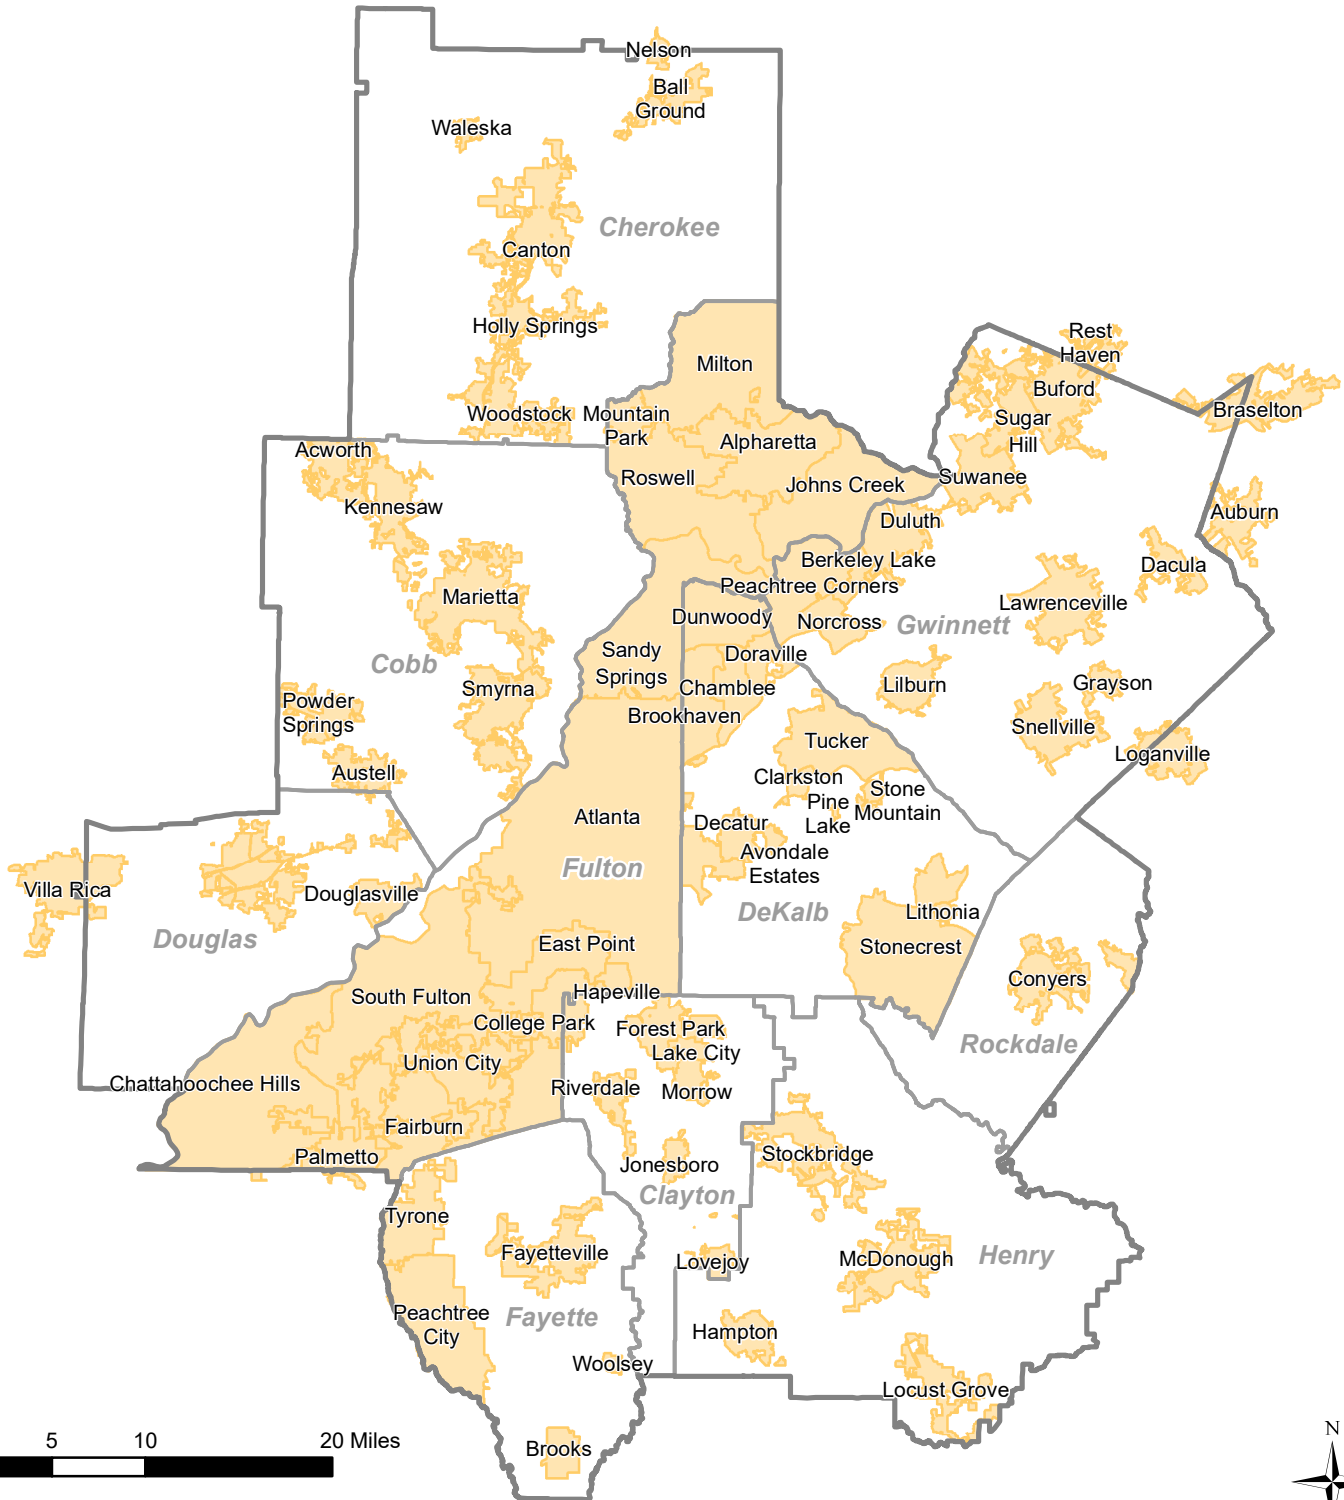 Nelson
Ball
Ground
Waleska
Cherokee
Canton
Holly Springs
Rest
Haven
Milton
Buford
Braselton
Woodstock
Mountain
Park
Sugar
Hill
Alpharetta
Acworth
Roswell
Johns Creek
Suwanee
Kennesaw
Duluth
Auburn
Berkeley Lake
Dacula
Peachtree Corners
Marietta
Lawrenceville
Dunwoody
Norcross
Gwinnett
Sandy
Springs
Doraville
Cobb
Smyrna
Chamblee
Lilburn
Grayson
Powder
Springs
Brookhaven
Snellville
Tucker
Loganville
Austell
Clarkston
Stone
Mountain
Pine
Lake
Atlanta
Decatur
Avondale
Estates
Fulton
Villa Rica
Douglasville
DeKalb
Lithonia
Douglas
East Point
Stonecrest
Conyers
South Fulton
Hapeville
College Park
Forest Park
Rockdale
Lake City
Union City
Chattahoochee Hills
Riverdale
Morrow
Fairburn
Palmetto
Jonesboro
Stockbridge
Clayton
Tyrone
Fayetteville
Lovejoy
McDonough
Henry
Peachtree
City
Fayette
Hampton
Woolsey
Locust Grove
Brooks
5 10 20 Miles
N